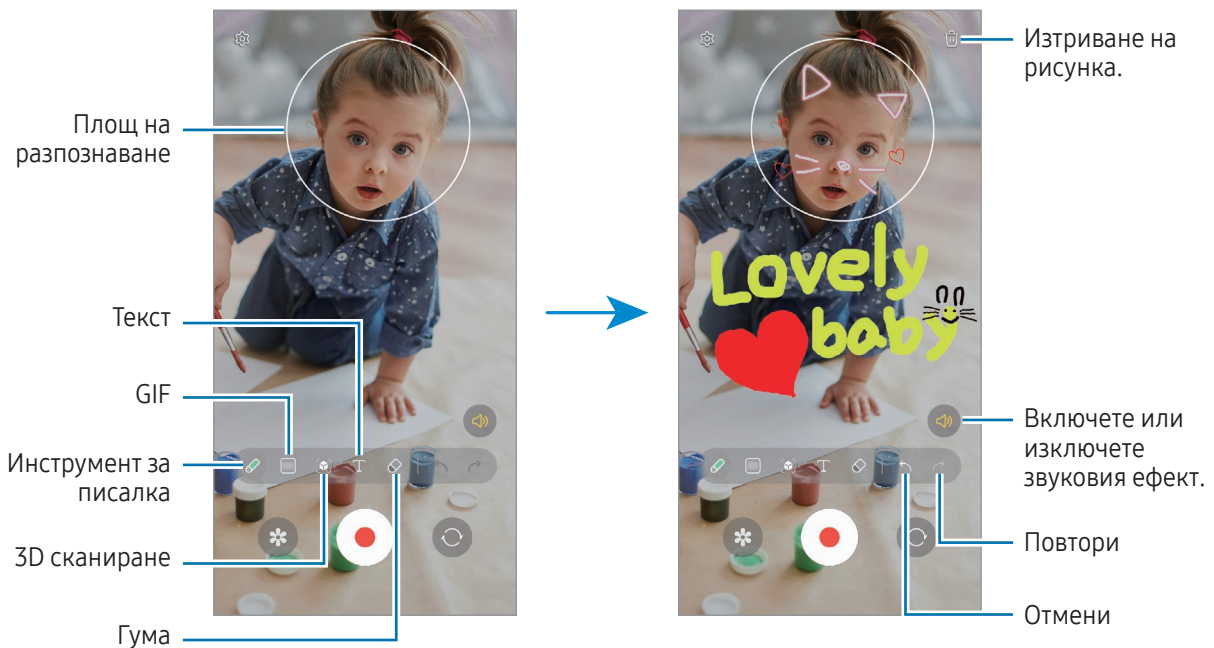 Площ на
разпознаване
Текст
GIF
Инструмент за
писалка
3D сканиране
Гума
Lovely
baby
Изтриване на
рисунка.
Включете или
изключете
звуковия ефект.
Повтори
Отмени